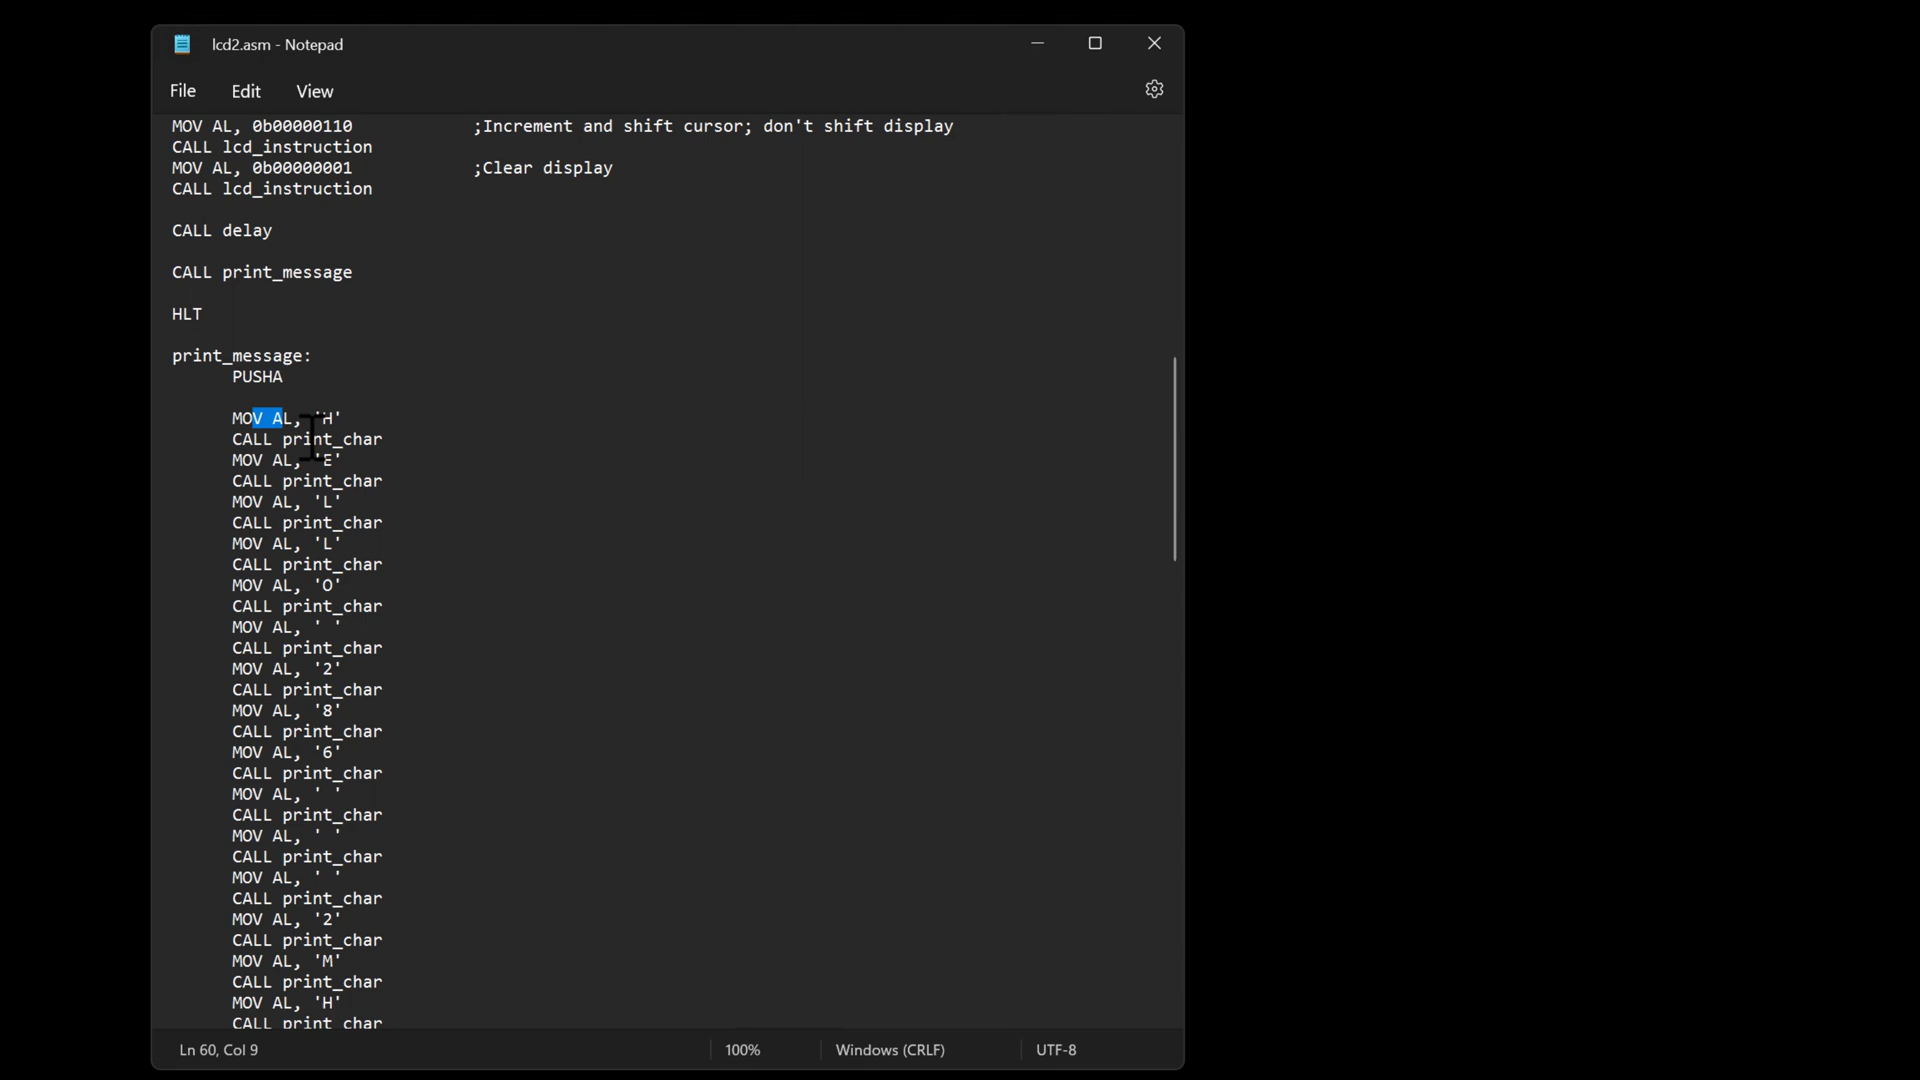 lcd2.asm - Notepad
File Edit View
MOV AL, 0b00000110 ;Increment and shift cursor; don't shift display
CALL lcd_instruction
MOV AL, 0b00000001 ;Clear display
CALL lcd_instruction
CALL delay
CALL print_message
HLT
print_message:
PUSHA
MOV AL, 'H'
CALL print_char
MOV AL, 'E'
CALL print_char
MOV AL, 'L'
CALL print_char
MOV AL, 'L'
CALL print_char
MOV AL, 'O'
CALL print_char
MOV AL, ' '
CALL print_char
MOV AL, '2'
CALL print_char
MOV AL, '8'
CALL print_char
MOV AL, '6'
CALL print_char
MOV AL, ' '
CALL print_char
MOV AL, ' '
CALL print_char
MOV AL, ' '
CALL print_char
MOV AL, '2'
CALL print_char
MOV AL, 'M'
CALL print_char
MOV AL, 'H'
CALL print_char
Ln 60, Col 9 100% Windows (CRLF) UTF-8